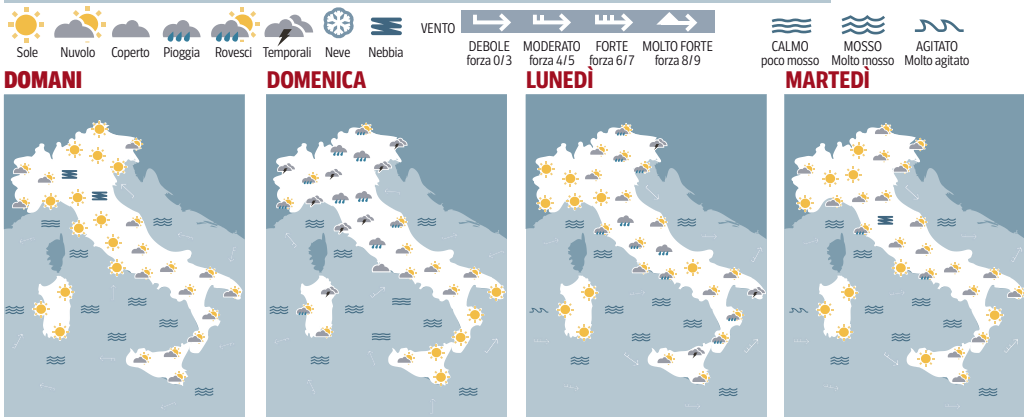 Sole Nuvolo Coperto Pioggia Rovesci Temporali Neve Nebbia
VENTO
DEBOLE MODERATO FORTE MOLTO FORTE
forza 0/3 forza 4/5 forza 6/7 forza 8/9
CALMO MOSSO AGITATO
poco mosso Molto mosso Molto agitato
DOMANI DOMENICA LUNEDÌ MARTEDÌ